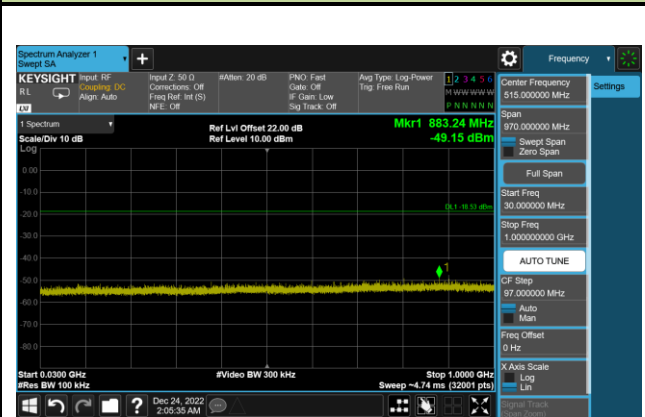 Spectrum Analyzer 1
Swept SA
Frequency
KEYSIGHT
Input: RF
Coupling: DC
Align: Auto
Input Z: 50 Ω
Corrections: Off
Freq Ref: Int (S)
NFE: Off
#Atten: 20 dB
PNO: Fast
Gate: Off
IF Gain: Low
Sig Track: Off
Avg Type: Log-Power
Trig: Free Run
1 2 3 4 5 6
M W W W W W
P N N N N N
R L
LXI
Center Frequency
515.000000 MHz
Settings
Span
970.000000 MHz
Swept Span
Zero Span
Full Span
Start Freq
30.000000 MHz
Stop Freq
1.000000000 GHz
AUTO TUNE
CF Step
97.000000 MHz
Auto
Man
Freq Offset
0 Hz
X Axis Scale
Log
Lin
Signal Track
(Span Zoom)
1 Spectrum
Scale/Div 10 dB
Log
Ref Lvl Offset 22.00 dB
Ref Level 10.00 dBm
Mkr1 883.24 MHz
-49.15 dBm
0.00
-10.0
-20.0
-30.0
-40.0
-50.0
-60.0
-70.0
-80.0
DL1 -18.53 dBm
1
Start 0.0300 GHz
#Res BW 100 kHz
#Video BW 300 kHz
Stop 1.0000 GHz
Sweep ~4.74 ms (32001 pts)
?
Dec 24, 2022
2:05:35 AM